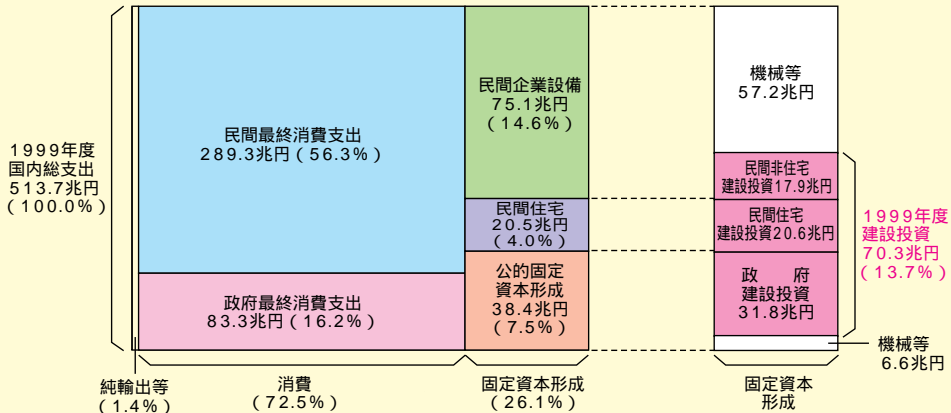 1999年度
国内総支出
513.7兆円
(100.0%)
民間最終消費支出
289.3兆円(56.3%)
政府最終消費支出
83.3兆円(16.2%)
民間企業設備
75.1兆円
(14.6%)
民間住宅
20.5兆円
(4.0%)
公的固定
資本形成
38.4兆円
(7.5%)
機械等
57.2兆円
民間非住宅
建設投資17.9兆円
民間住宅
建設投資20.6兆円
政　府
建設投資
31.8兆円
1999年度
建設投資
70.3兆円
(13.7%)
機械等
6.6兆円
純輸出等
(1.4%)
消費
(72.5%)
固定資本形成
(26.1%)
固定資本
形成